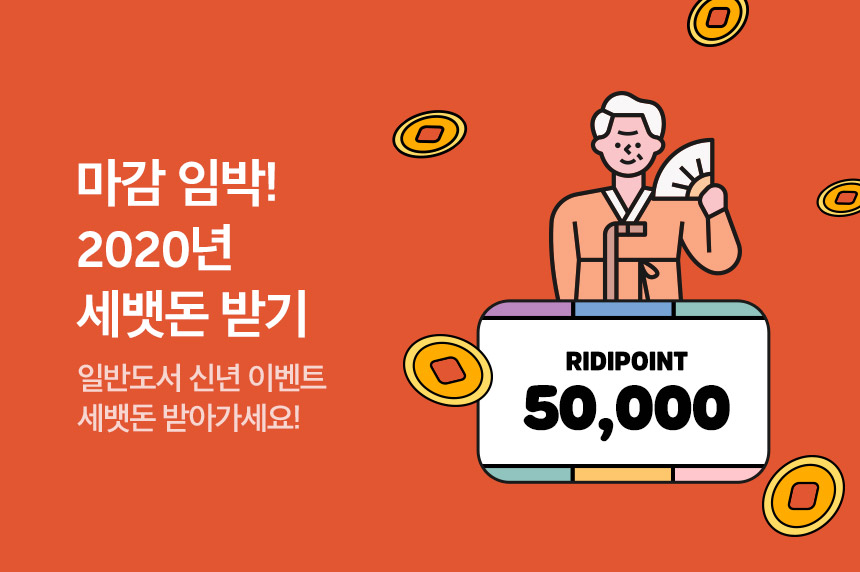 마감 임박!
2020년
세뱃돈 받기
일반도서 신년 이벤트
세뱃돈 받아가세요!
RIDIPOINT
50,000